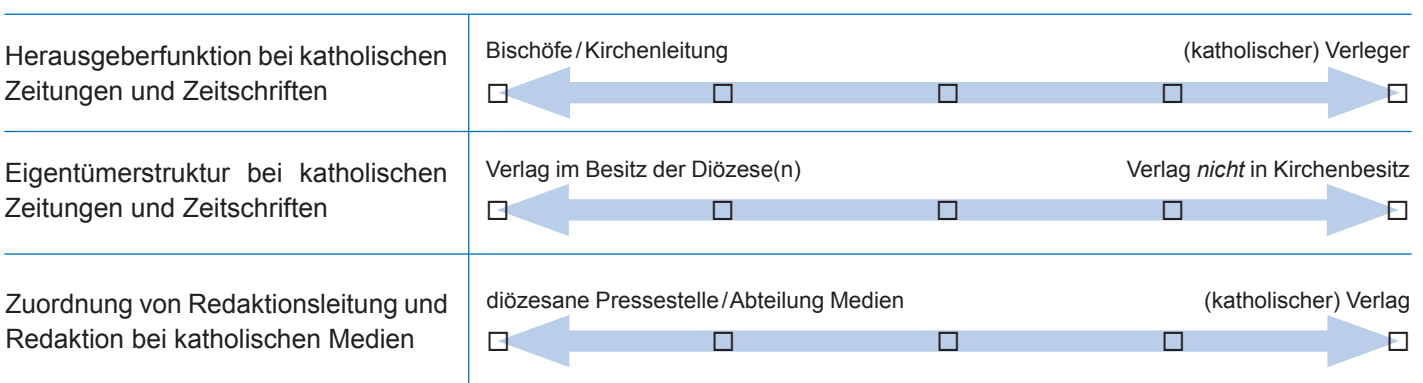 Herausgeberfunktion bei katholischen
Zeitungen und Zeitschriften
Bischöfe/Kirchenleitung
(katholischer) Verleger
Eigentümerstruktur bei katholischen
Zeitungen und Zeitschriften
Verlag im Besitz der Diözese(n)
Verlag nicht in Kirchenbesitz
Zuordnung von Redaktionsleitung und
Redaktion bei katholischen Medien
diözesane Pressestelle/Abteilung Medien
(katholischer) Verlag